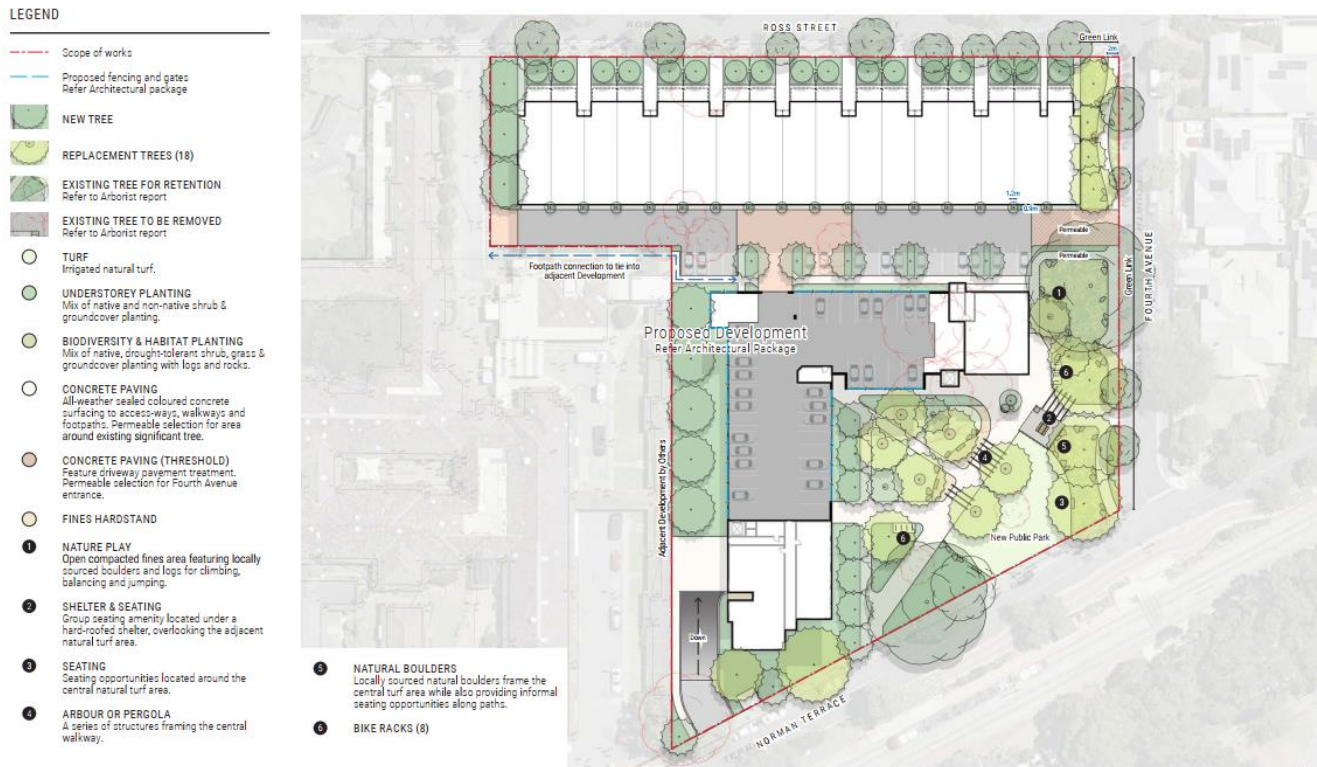 LEGEND
Scope of works
Proposed fencing and gates
Refer Architectural package
NEW TREE
REPLACEMENT TREES (18)
EXISTING TREE FOR RETENTION
Refer to Arborist report
EXISTING TREE TO BE REMOVED
Refer to Arborist report
TURF
Irrigated natural turf.
UNDERSTOREY PLANTING
Mix of native and non-native shrub &
groundcover planting.
BIODIVERSITY & HABITAT PLANTING
Mix of native, drought-tolerant shrub, grass &
groundcover planting with logs and rocks.
CONCRETE PAVING
All-weather sealed coloured concrete
surfacing to access-ways, walkways and
footpaths. Permeable selection for area
around existing significant tree.
CONCRETE PAVING (THRESHOLD)
Feature driveway pavement treatment.
Permeable selection for Fourth Avenue
entrance.
FINES HARDSTAND
1 NATURE PLAY
Open compacted fines area featuring locally
sourced boulders and logs for climbing,
balancing and jumping.
2 SHELTER & SEATING
Group seating amenity located under a
hard-roofed shelter, overlooking the adjacent
natural turf area.
3 SEATING
Seating opportunities located around the
central natural turf area.
4 ARBOUR OR PERGOLA
A series of structures framing the central
walkway.
5 NATURAL BOULDERS
Locally sourced natural boulders frame the
central turf area while also providing informal
seating opportunities along paths.
6 BIKE RACKS (8)
ROSS STREET
Green Link
2m
1.2m
0.9m
Permeable
Permeable
Footpath connection to tie into
adjacent Development
Green Link
FOURTH AVENUE
1
Proposed Development
Refer Architectural Package
6
2
5
4
3
Adjacent Development by Others
New Public Park
6
Down
NORMAN TERRACE